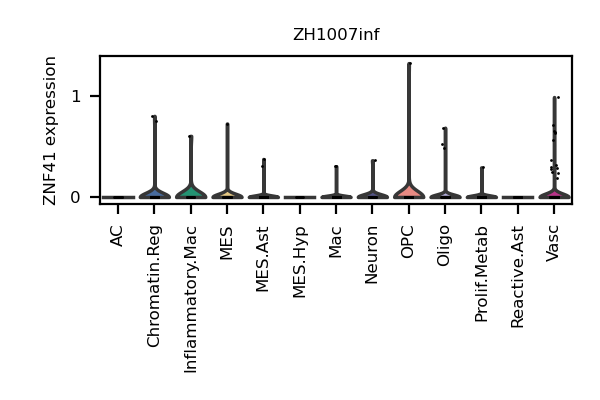 ZH1007inf
ZNF41 expression
1
0
AC
Chromatin.Reg
Inflammatory.Mac
MES
MES.Ast
MES.Hyp
Mac
Neuron
OPC
Oligo
Prolif.Metab
Reactive.Ast
Vasc